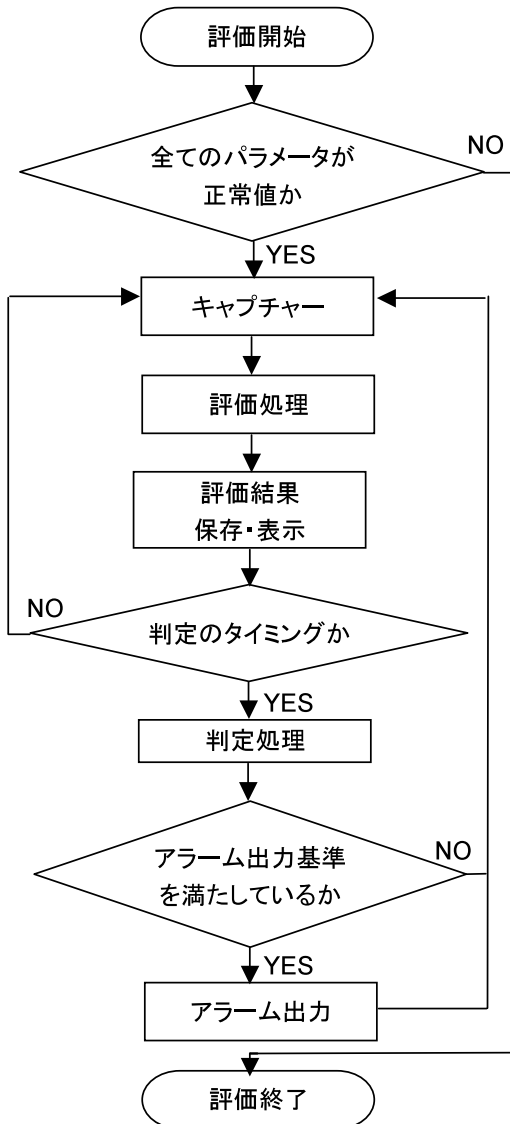 評価開始
全てのパラメータが
正常値か
NO
YES
キャプチャー
評価処理
評価結果
保存・表示
NO
判定のタイミングか
YES
判定処理
アラーム出力基準
を満たしているか
NO
YES
アラーム出力
評価終了